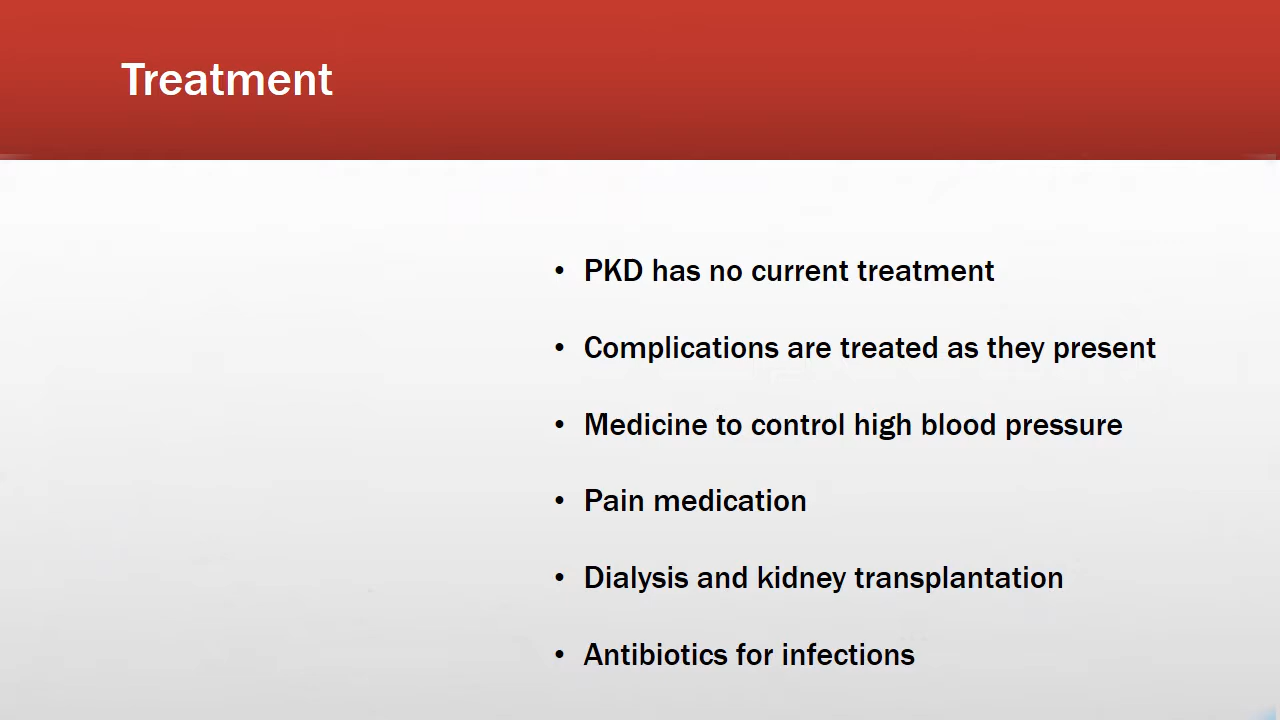 Treatment
• PKD has no current treatment
• Complications are treated as they present
• Medicine to control high blood pressure
• Pain medication
• Dialysis and kidney transplantation
• Antibiotics for infections